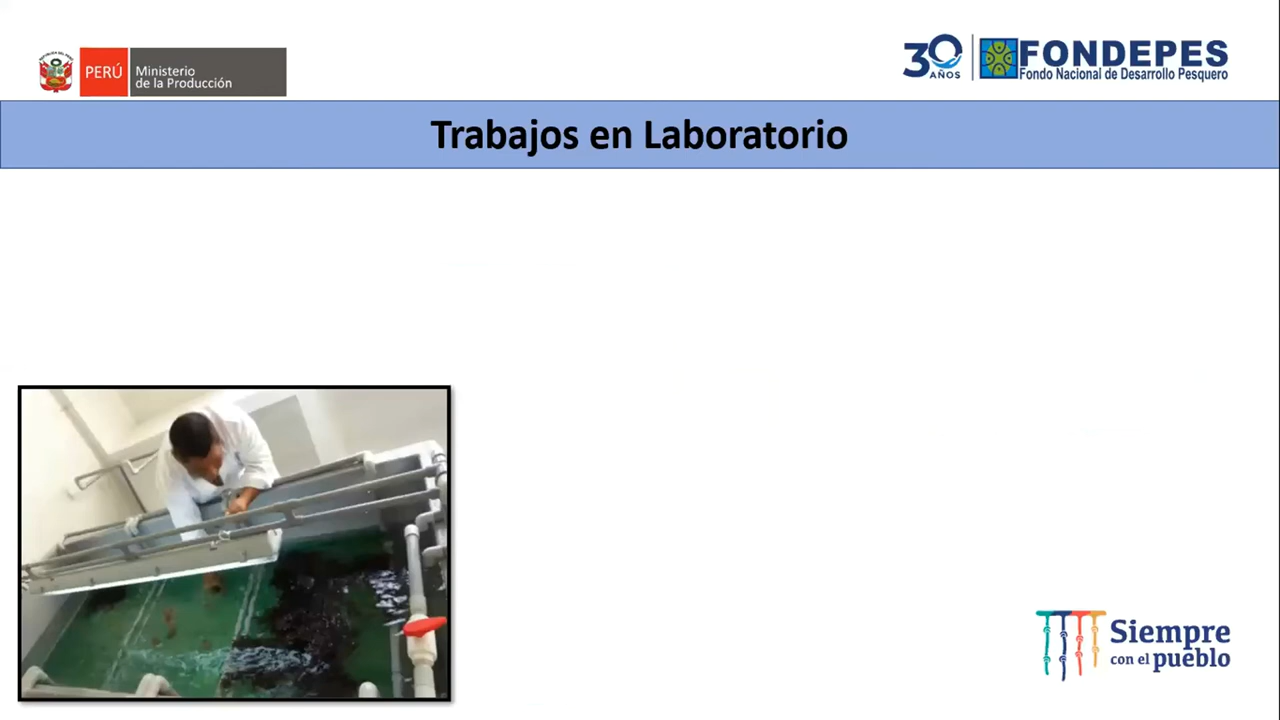 PERÚ
Ministerio
de la Producción
30
AÑOS
FONDEPES
Fondo Nacional de Desarrollo Pesquero
Trabajos en Laboratorio
Siempre
con el pueblo